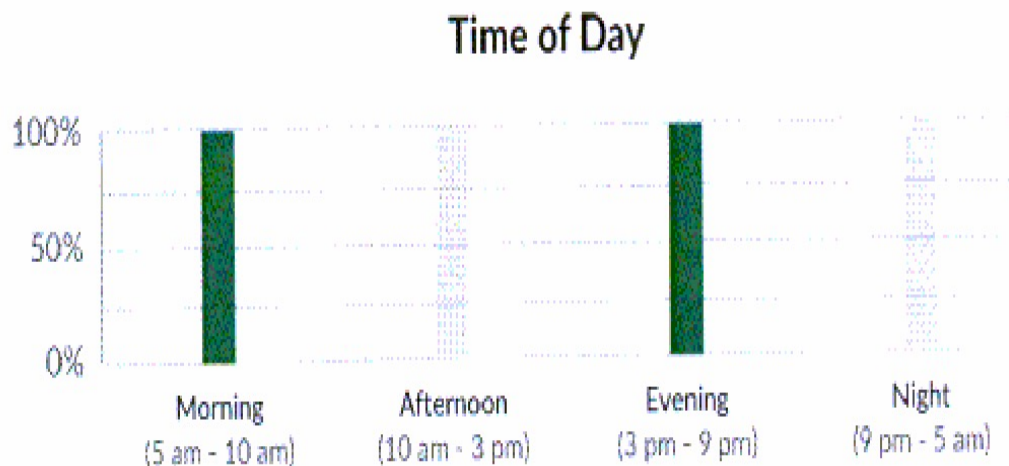 Time of Day
100%
50%
0%
Morning
(5 am - 10 am)
Afternoon
(10 am - 3 pm)
Evening
(3 pm - 9 pm)
Night
(9 pm - 5 am)